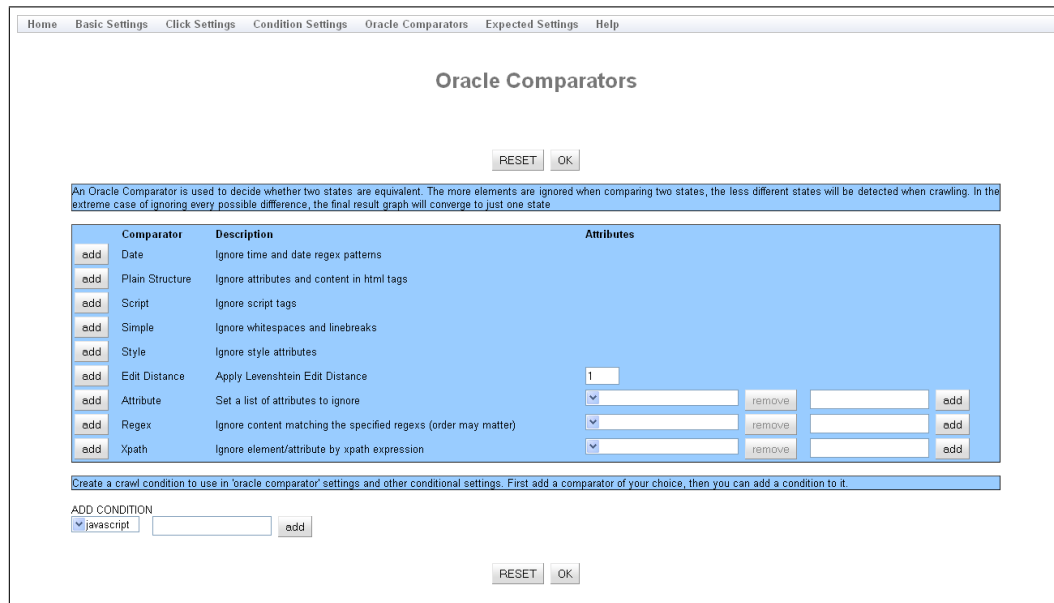 Home Basic Settings Click Settings Condition Settings Oracle Comparators Expected Settings Help
Oracle Comparators
RESET OK
An Oracle Comparator is used to decide whether two states are equivalent. The more elements are ignored when comparing two states, the less different states will be detected when crawling. In the
extreme case of ignoring every possible diffference, the final result graph will converge to just one state
Comparator Description Attributes
add Date Ignore time and date regex patterns
add Plain Structure Ignore attributes and content in html tags
add Script Ignore script tags
add Simple Ignore whitespaces and linebreaks
add Style Ignore style attributes
add Edit Distance Apply Levenshtein Edit Distance 1
add Attribute Set a list of attributes to ignore remove add
add Regex Ignore content matching the specified regexs (order may matter) remove add
add Xpath Ignore element/attribute by xpath expression remove add
Create a crawl condition to use in 'oracle comparator' settings and other conditional settings. First add a comparator of your choice, then you can add a condition to it.
ADD CONDITION
javascript add
RESET OK